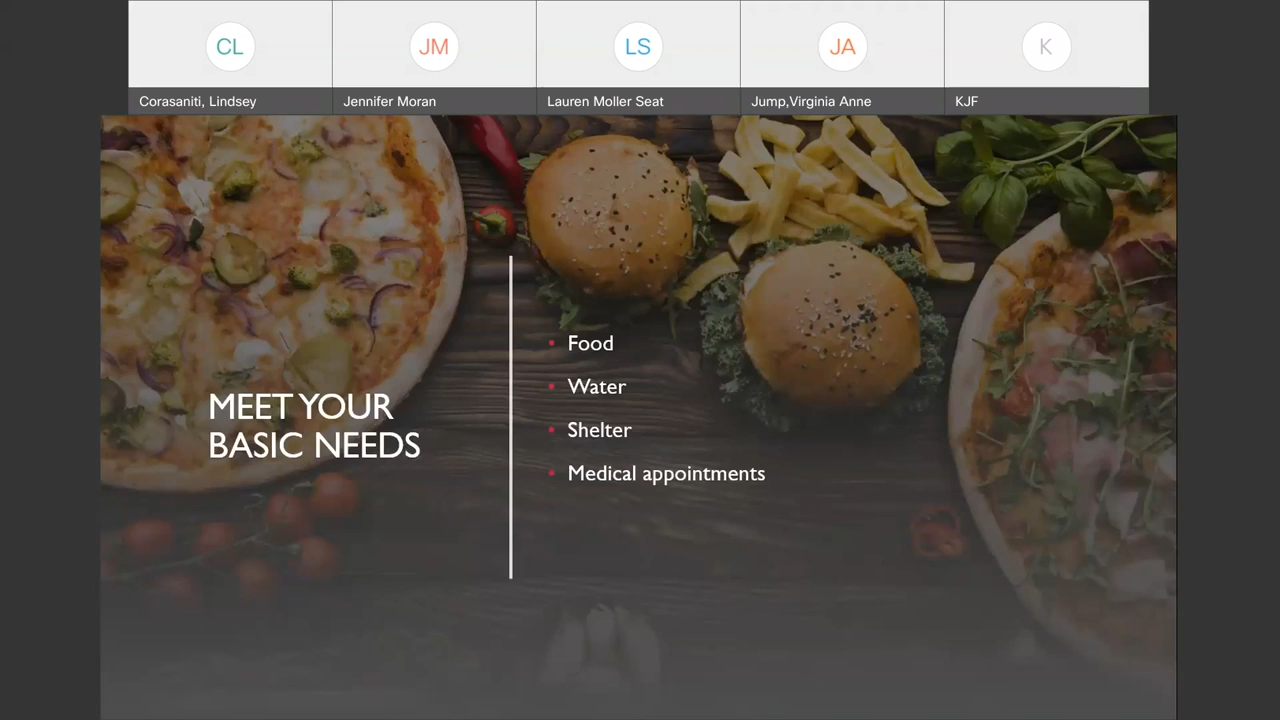 CL
JM
LS
JA
K
Corasaniti, Lindsey
Jennifer Moran
Lauren Moller Seat
Jump,Virginia Anne
KJF
MEET YOUR
BASIC NEEDS
• Food
• Water
• Shelter
• Medical appointments